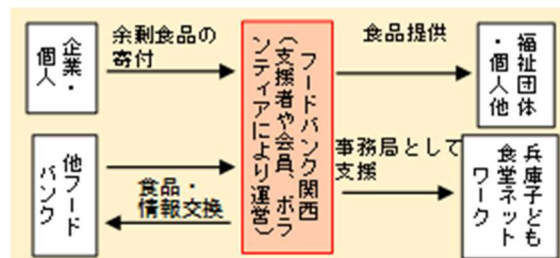 企業・
個人
余剰食品の
寄付
フードバンク関西
(支援者や会員、ボラ
ンティアにより運営)
食品提供
福祉団体
・個人他
他フード
バンク
食品・
情報交換
事務局として
支援
兵庫子ども
食堂ネット
ワーク